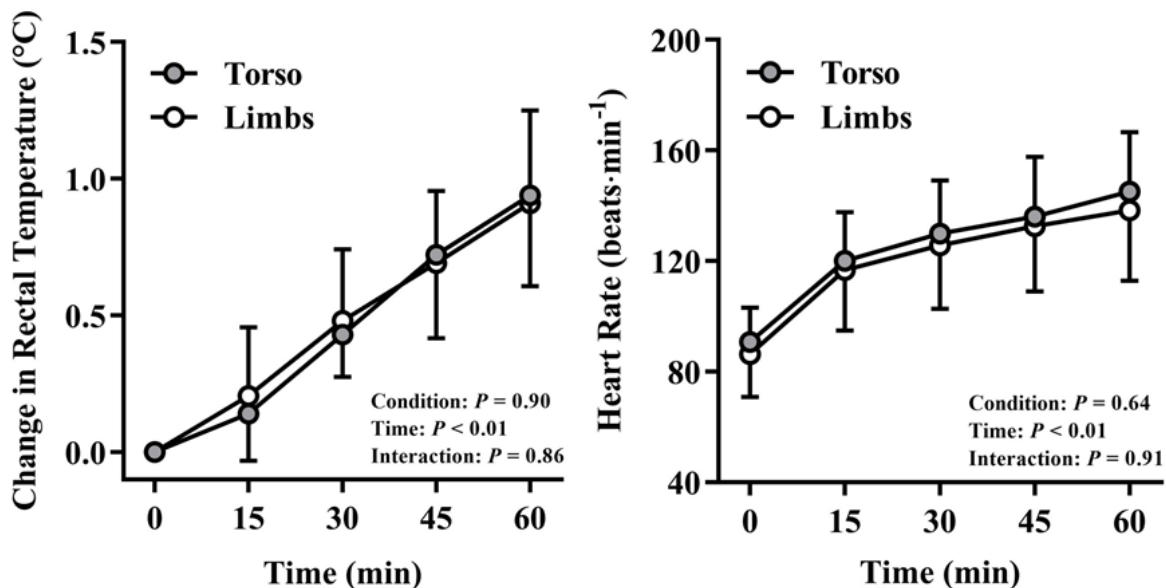 Change in Rectal Temperature (°C)
1.5
1.0
0.5
0.0
Torso
Limbs
Condition: P = 0.90
Time: P < 0.01
Interaction: P = 0.86
0 15 30 45 60
Time (min)
Heart Rate (beats·min⁻¹)
200
160
120
80
40
Torso
Limbs
Condition: P = 0.64
Time: P < 0.01
Interaction: P = 0.91
0 15 30 45 60
Time (min)